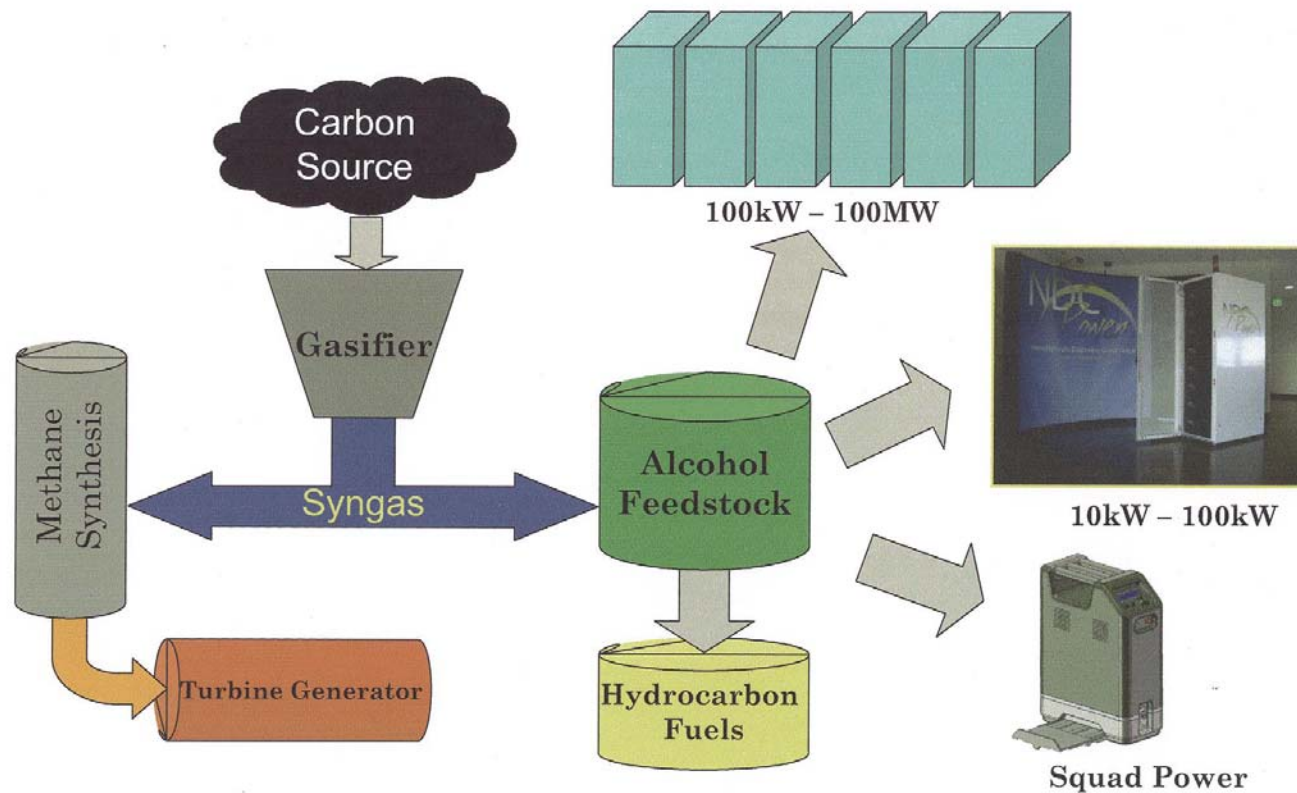 Carbon
Source
100kW – 100MW
Gasifier
Methane
Synthesis
Syngas
Alcohol
Feedstock
10kW – 100kW
Turbine Generator
Hydrocarbon
Fuels
Squad Power